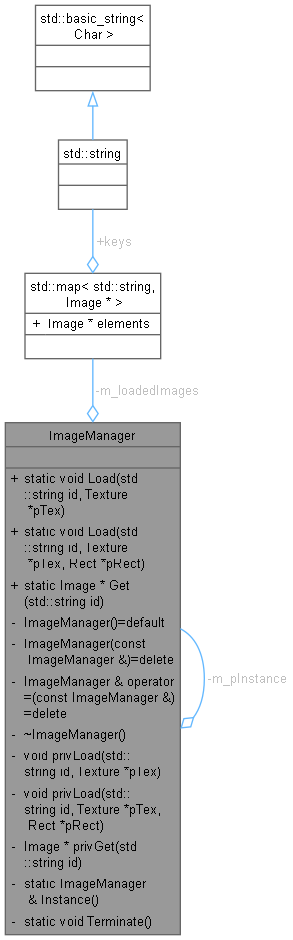 std::basic_string<
Char >
std::string
+keys
std::map< std::string,
Image * >
+ Image * elements
-m_loadedImages
ImageManager
+ static void Load(std
::string id, Texture
*pTex)
+ static void Load(std
::string id, Texture
*pTex, Rect *pRect)
+ static Image * Get
(std::string id)
- ImageManager()=default
- ImageManager(const
ImageManager &)=delete
- ImageManager & operator
=(const ImageManager &)
=delete
- ~ImageManager()
- void privLoad(std::
string id, Texture *pTex)
- void privLoad(std::
string id, Texture *pTex,
Rect *pRect)
- Image * privGet(std
::string id)
- static ImageManager
& Instance()
- static void Terminate()
-m_pInstance